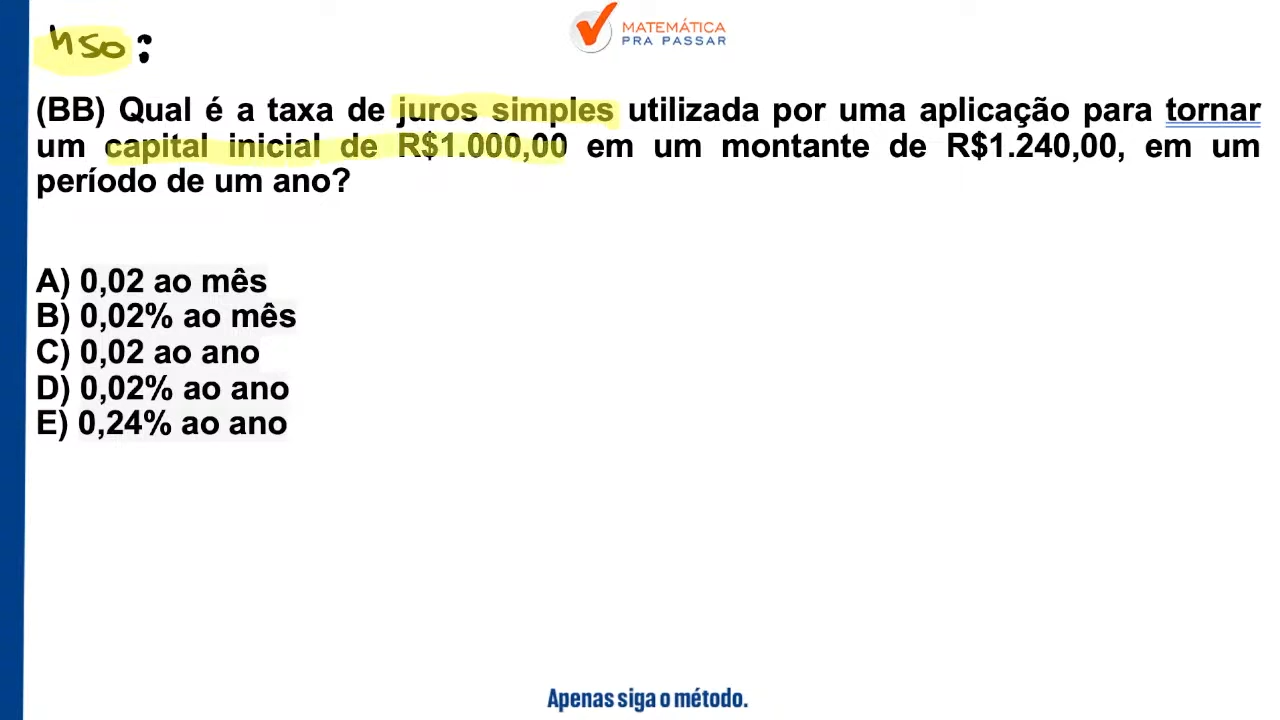 450:
MATEMÁTICA
PRA PASSAR
(BB) Qual é a taxa de juros simples utilizada por uma aplicação para tornar
um capital inicial de R$1.000,00 em um montante de R$1.240,00, em um
período de um ano?
A) 0,02 ao mês
B) 0,02% ao mês
C) 0,02 ao ano
D) 0,02% ao ano
E) 0,24% ao ano
Apenas siga o método.